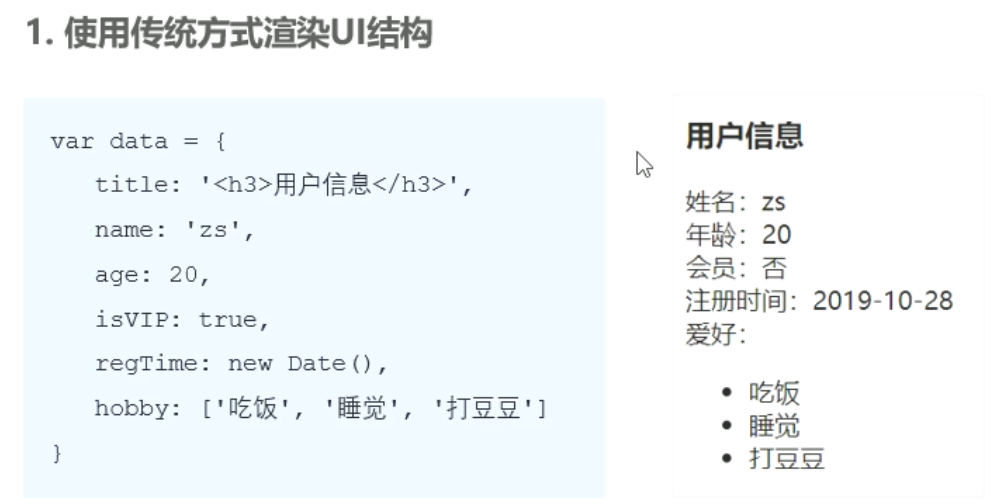 1. 使用传统方式渲染UI结构
var data = {
title: '<h3>用户信息</h3>',
name: 'zs',
age: 20,
isVIP: true,
regTime: new Date(),
hobby: ['吃饭', '睡觉', '打豆豆']
}
用户信息
姓名：zs
年龄：20
会员：否
注册时间：2019-10-28
爱好：
• 吃饭
• 睡觉
• 打豆豆